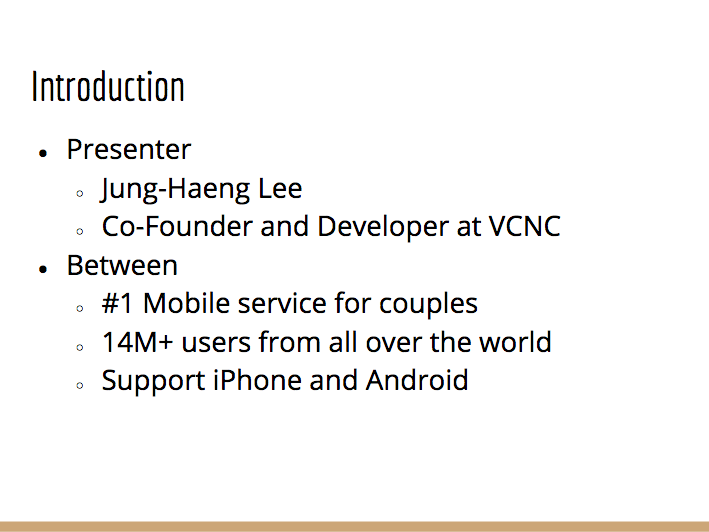 Introduction
● Presenter
○ Jung-Haeng Lee
○ Co-Founder and Developer at VCNC
● Between
○ #1 Mobile service for couples
○ 14M+ users from all over the world
○ Support iPhone and Android